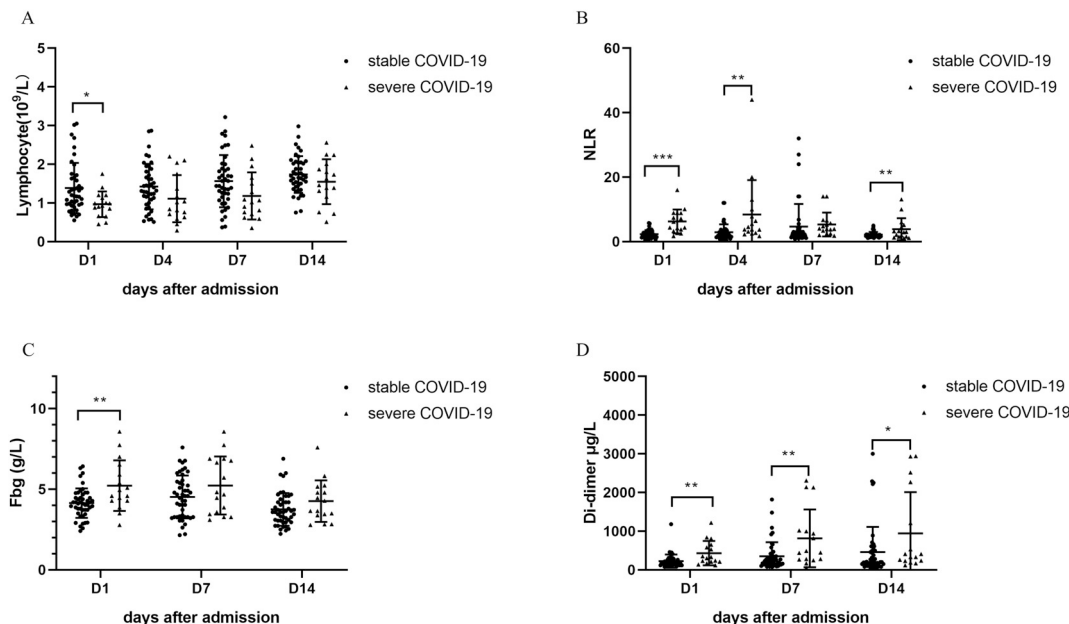 A
5
4
3
2
1
0
Lymphocyte(10⁹/L)
*
stable COVID-19
severe COVID-19
D1 D4 D7 D14
days after admission
B
60
40
20
0
NLR
***
**
**
stable COVID-19
severe COVID-19
D1 D4 D7 D14
days after admission
C
10
5
0
Fbg (g/L)
**
stable COVID-19
severe COVID-19
D1 D7 D14
days after admission
D
5000
4000
3000
2000
1000
0
Di-dimer µg/L
**
**
*
stable COVID-19
severe COVID-19
D1 D7 D14
days after admission